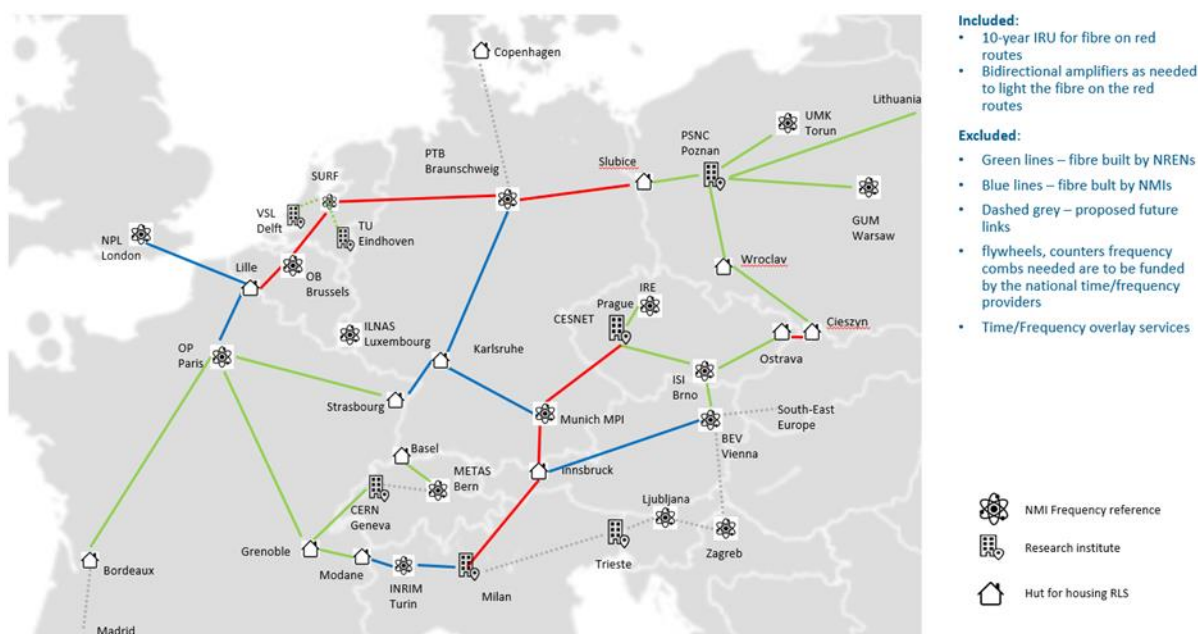 Copenhagen
Lithuania
UMK
Torun
PSNC
Poznan
PTB
Braunschweig
Slubice
SURF
VSL
Delft
TU
Eindhoven
GUM
Warsaw
NPL
London
Lille
OB
Brussels
Wroclav
IRE
Prague
CESNET
Cieszyn
ILNAS
Luxembourg
Karlsruhe
OP
Paris
Ostrava
ISI
Brno
Strasbourg
Munich MPI
South-East
Europe
BEV
Vienna
Basel
METAS
Bern
Innsbruck
CERN
Geneva
Ljubljana
Grenoble
Modane
Zagreb
Trieste
Bordeaux
INRIM
Turin
Milan
Madrid
Included:
• 10-year IRU for fibre on red
routes
• Bidirectional amplifiers as needed
to light the fibre on the red
routes
Excluded:
• Green lines – fibre built by NRENs
• Blue lines – fibre bult by NMIs
• Dashed grey – proposed future
links
• flywheels, counters frequency
combs needed are to be funded
by the national time/frequency
providers
• Time/Frequency overlay services
NMI Frequency reference
Research institute
Hut for housing RLS